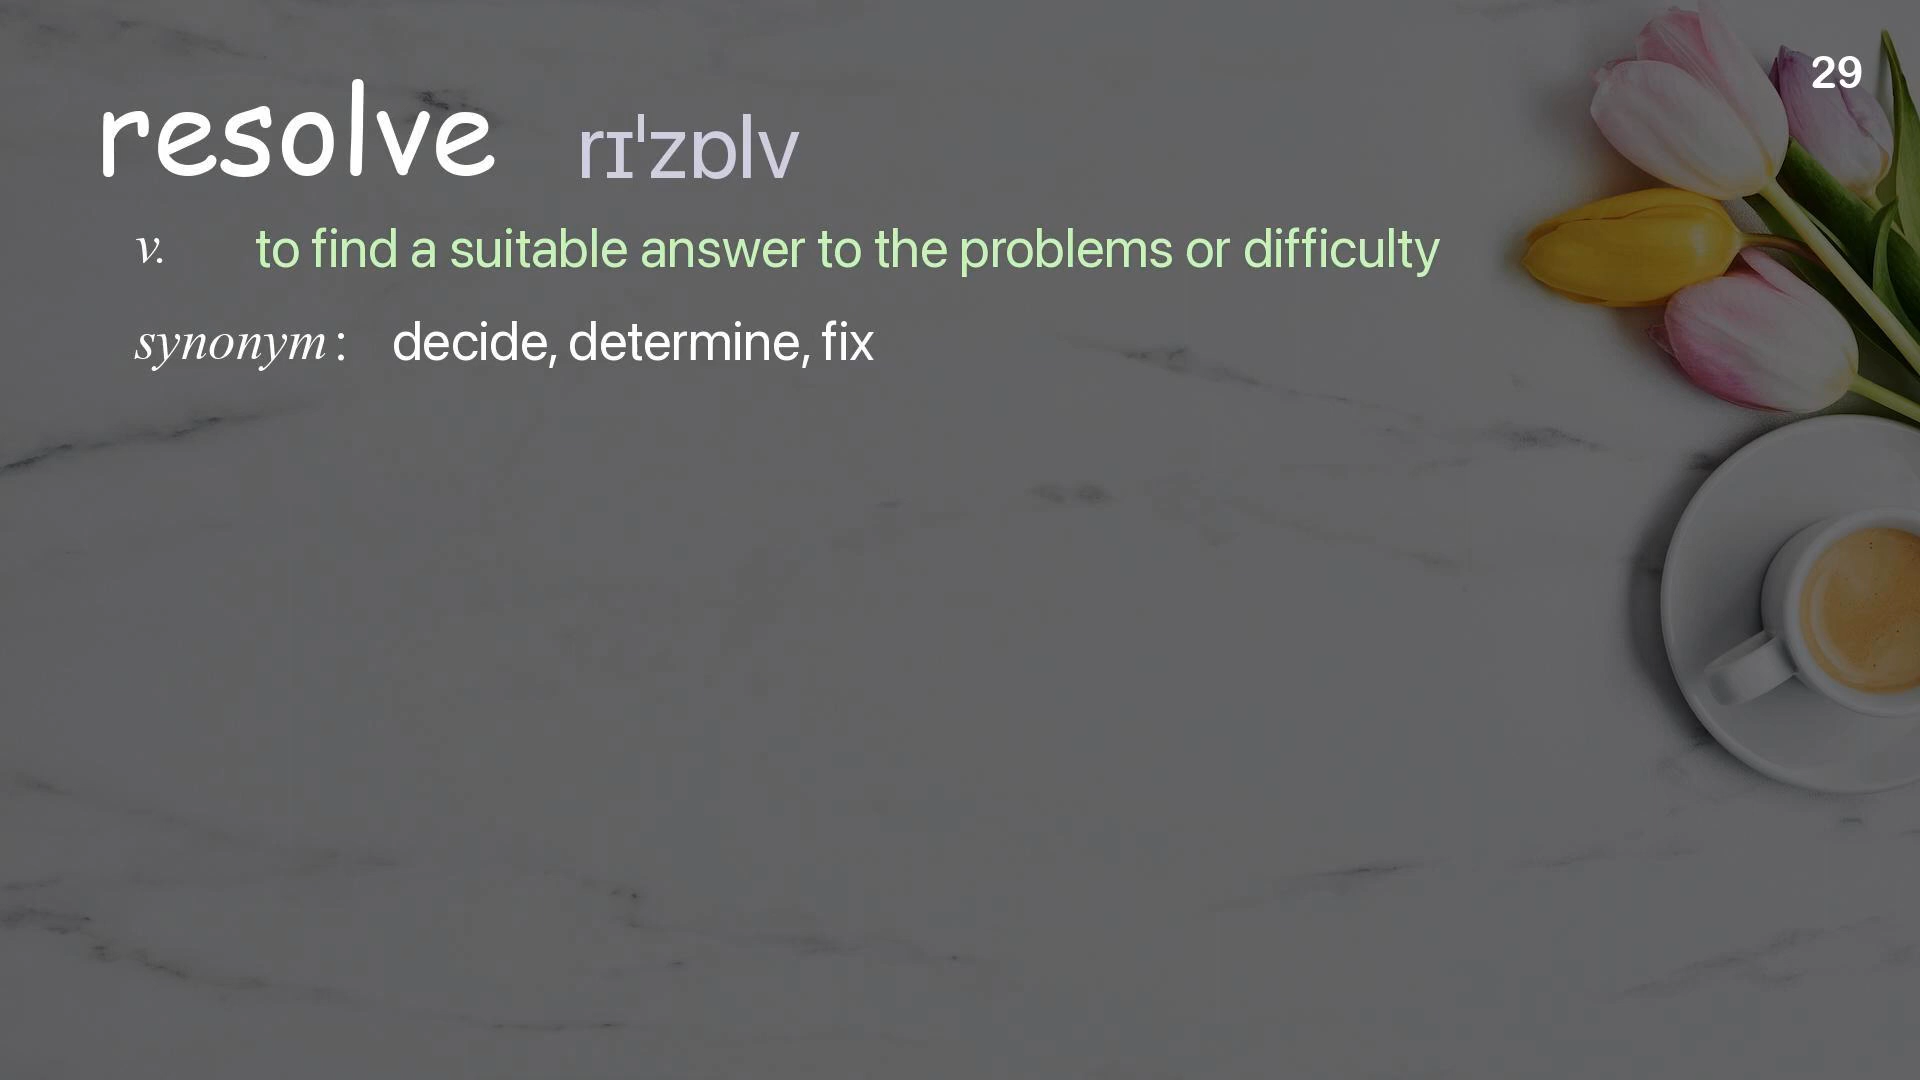 29
resolve rɪˈzɒlv
v. to find a suitable answer to the problems or difficulty
synonym : decide, determine, fix